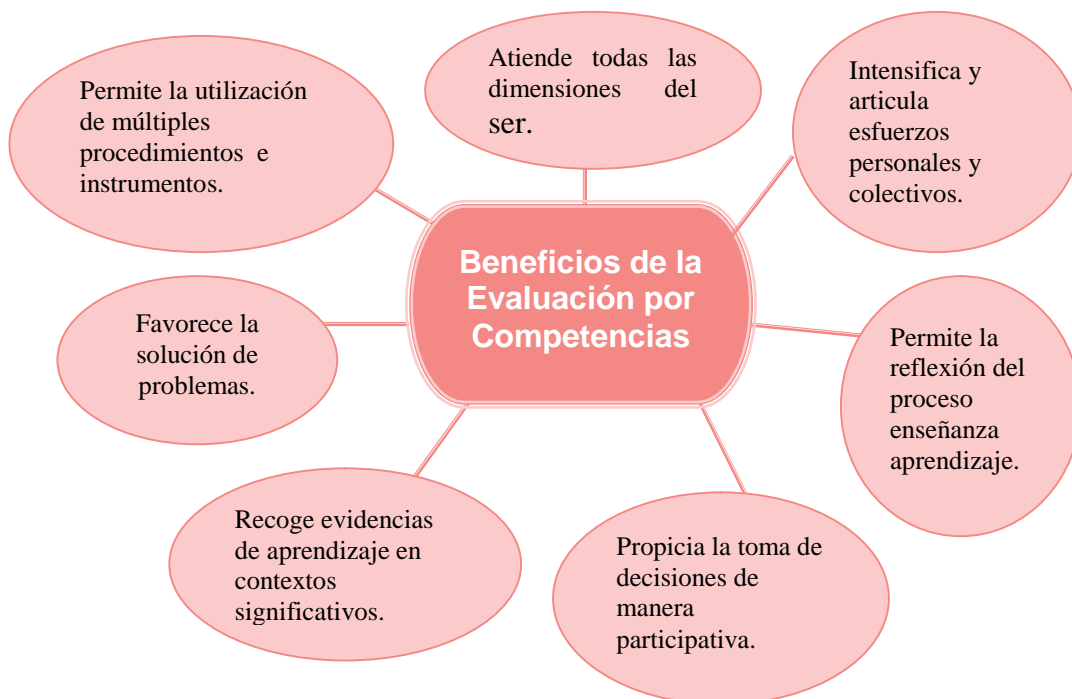 Atiende todas las
dimensiones del
ser.
Intensifica y
articula
esfuerzos
personales y
colectivos.
Permite la utilización
de múltiples
procedimientos e
instrumentos.
Beneficios de la
Evaluación por
Competencias
Favorece la
solución de
problemas.
Permite la
reflexión del
proceso
enseñanza
aprendizaje.
Recoge evidencias
de aprendizaje en
contextos
significativos.
Propicia la toma de
decisiones de
manera
participativa.